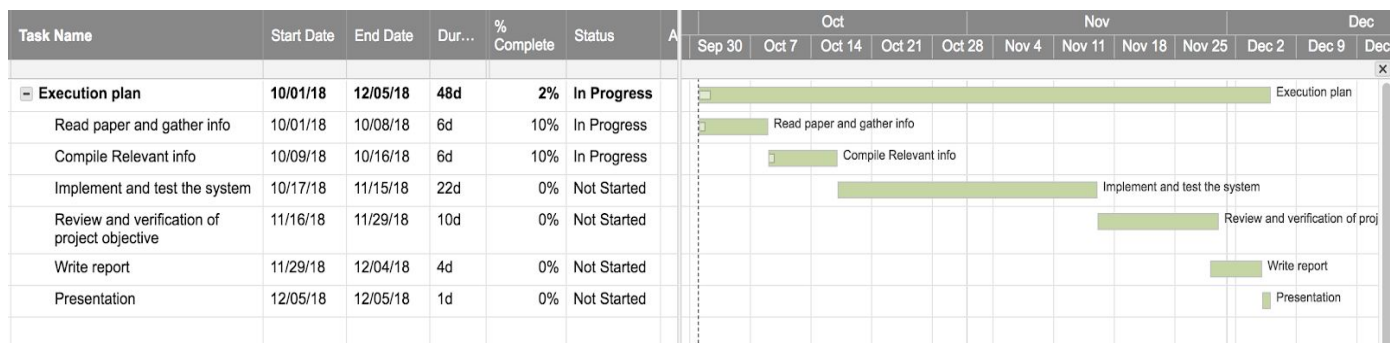 Task Name Start Date End Date Dur... % Complete Status A
Oct Nov Dec
Sep 30 Oct 7 Oct 14 Oct 21 Oct 28 Nov 4 Nov 11 Nov 18 Nov 25 Dec 2 Dec 9 Dec
Execution plan 10/01/18 12/05/18 48d 2% In Progress Execution plan
Read paper and gather info 10/01/18 10/08/18 6d 10% In Progress Read paper and gather info
Compile Relevant info 10/09/18 10/16/18 6d 10% In Progress Compile Relevant info
Implement and test the system 10/17/18 11/15/18 22d 0% Not Started Implement and test the system
Review and verification of 11/16/18 11/29/18 10d 0% Not Started Review and verification of proj
project objective
Write report 11/29/18 12/04/18 4d 0% Not Started Write report
Presentation 12/05/18 12/05/18 1d 0% Not Started Presentation